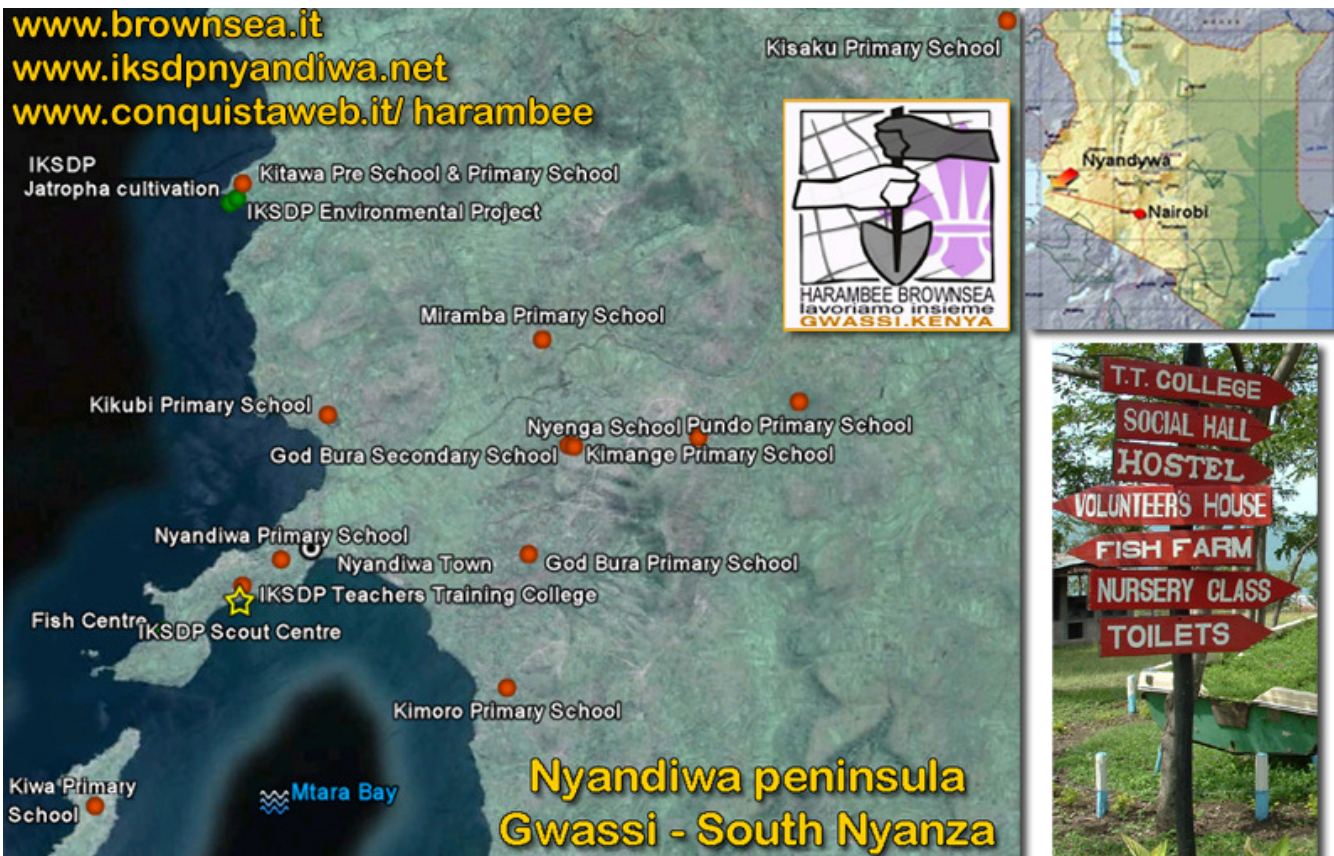 www.brownsea.it
www.iksdpnyandiwa.net
www.conquistaweb.it/ harambee
Kisaku Primary School
IKSDP
Jatropha cultivation
Kitawa Pre School & Primary School
IKSDP Environmental Project
Miramba Primary School
Kikubi Primary School
Nyenga School
Pundo Primary School
God Bura Secondary School
Kimange Primary School
Nyandiwa Primary School
Nyandiwa Town
God Bura Primary School
IKSDP Teachers Training College
Fish Centre
IKSDP Scout Centre
Kimoro Primary School
Kiwa Primary
School
Mtara Bay
Nyandiwa peninsula
Gwassi - South Nyanza
HARAMBEE BROWNSEA
lavoriamo insieme
GWASSI.KENYA
Nyandywa
Nairobi
T.T. COLLEGE
SOCIAL HALL
HOSTEL
VOLUNTEER'S HOUSE
FISH FARM
NURSERY CLASS
TOILETS